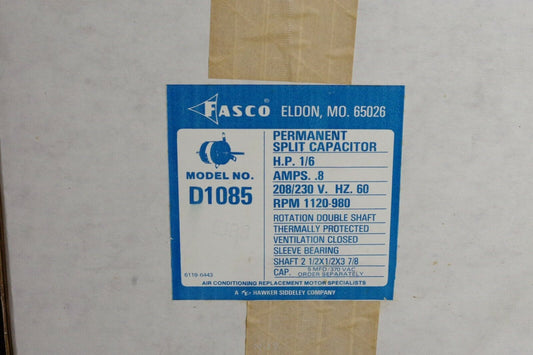 FASCO® ELDON, MO. 65026
MODEL NO.
D1085
6119-6443
PERMANENT
SPLIT CAPACITOR
H.P. 1/6
AMPS. .8
208/230 V. HZ. 60
RPM 1120-980
ROTATION DOUBLE SHAFT
THERMALLY PROTECTED
VENTILATION CLOSED
SLEEVE BEARING
SHAFT 2 1/2X1/2X3 7/8
CAP. 5 MFD/370 VAC
ORDER SEPARATELY
AIR CONDITIONING REPLACEMENT MOTOR SPECIALISTS
A HAWKER SIDDELEY COMPANY